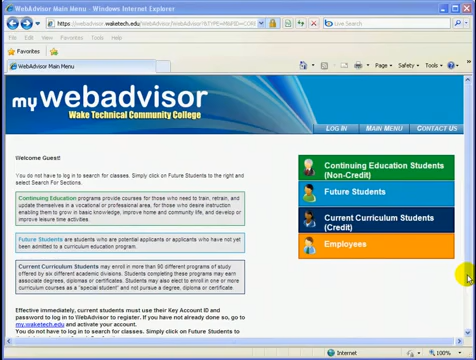 WebAdvisor Main Menu - Windows Internet Explorer
File Edit View Favorites Tools Help
Live Search
Favorites
WebAdvisor Main Menu
Page Safety Tools
my webadvisor
Wake Technical Community College
LOG IN MAIN MENU CONTACT US
Welcome Guest!
You do not have to log in to search for classes. Simply click on Future Students to the right and
select Search For Sections.
Continuing Education programs provide courses for those who need to train, retrain, and
update themselves in a vocational or professional area, for those who desire instruction
enabling them to grow in basic knowledge, improve home and community life, and develop or
improve leisure time activities.
Future Students are students who are potential applicants or applicants who have not yet
been admitted to a curriculum education program.
Current Curriculum Students may enroll in more than 90 different programs of study
offered by six different academic divisions. Students completing these programs may earn
associate degrees, diplomas or certificates. Students may also elect to enroll in one or more
curriculum courses as a "special student" and not pursue a degree, diploma or certificate.
Effective immediately, current students must use their Key Account ID and
password to log in to WebAdvisor to register. If you have not already done so, go to
my.waketech.edu and activate your account.
You do not have to log in to search for classes. Simply click on Future Students to
Continuing Education Students
(Non-Credit)
Future Students
Current Curriculum Students
(Credit)
Employees
Internet
100%